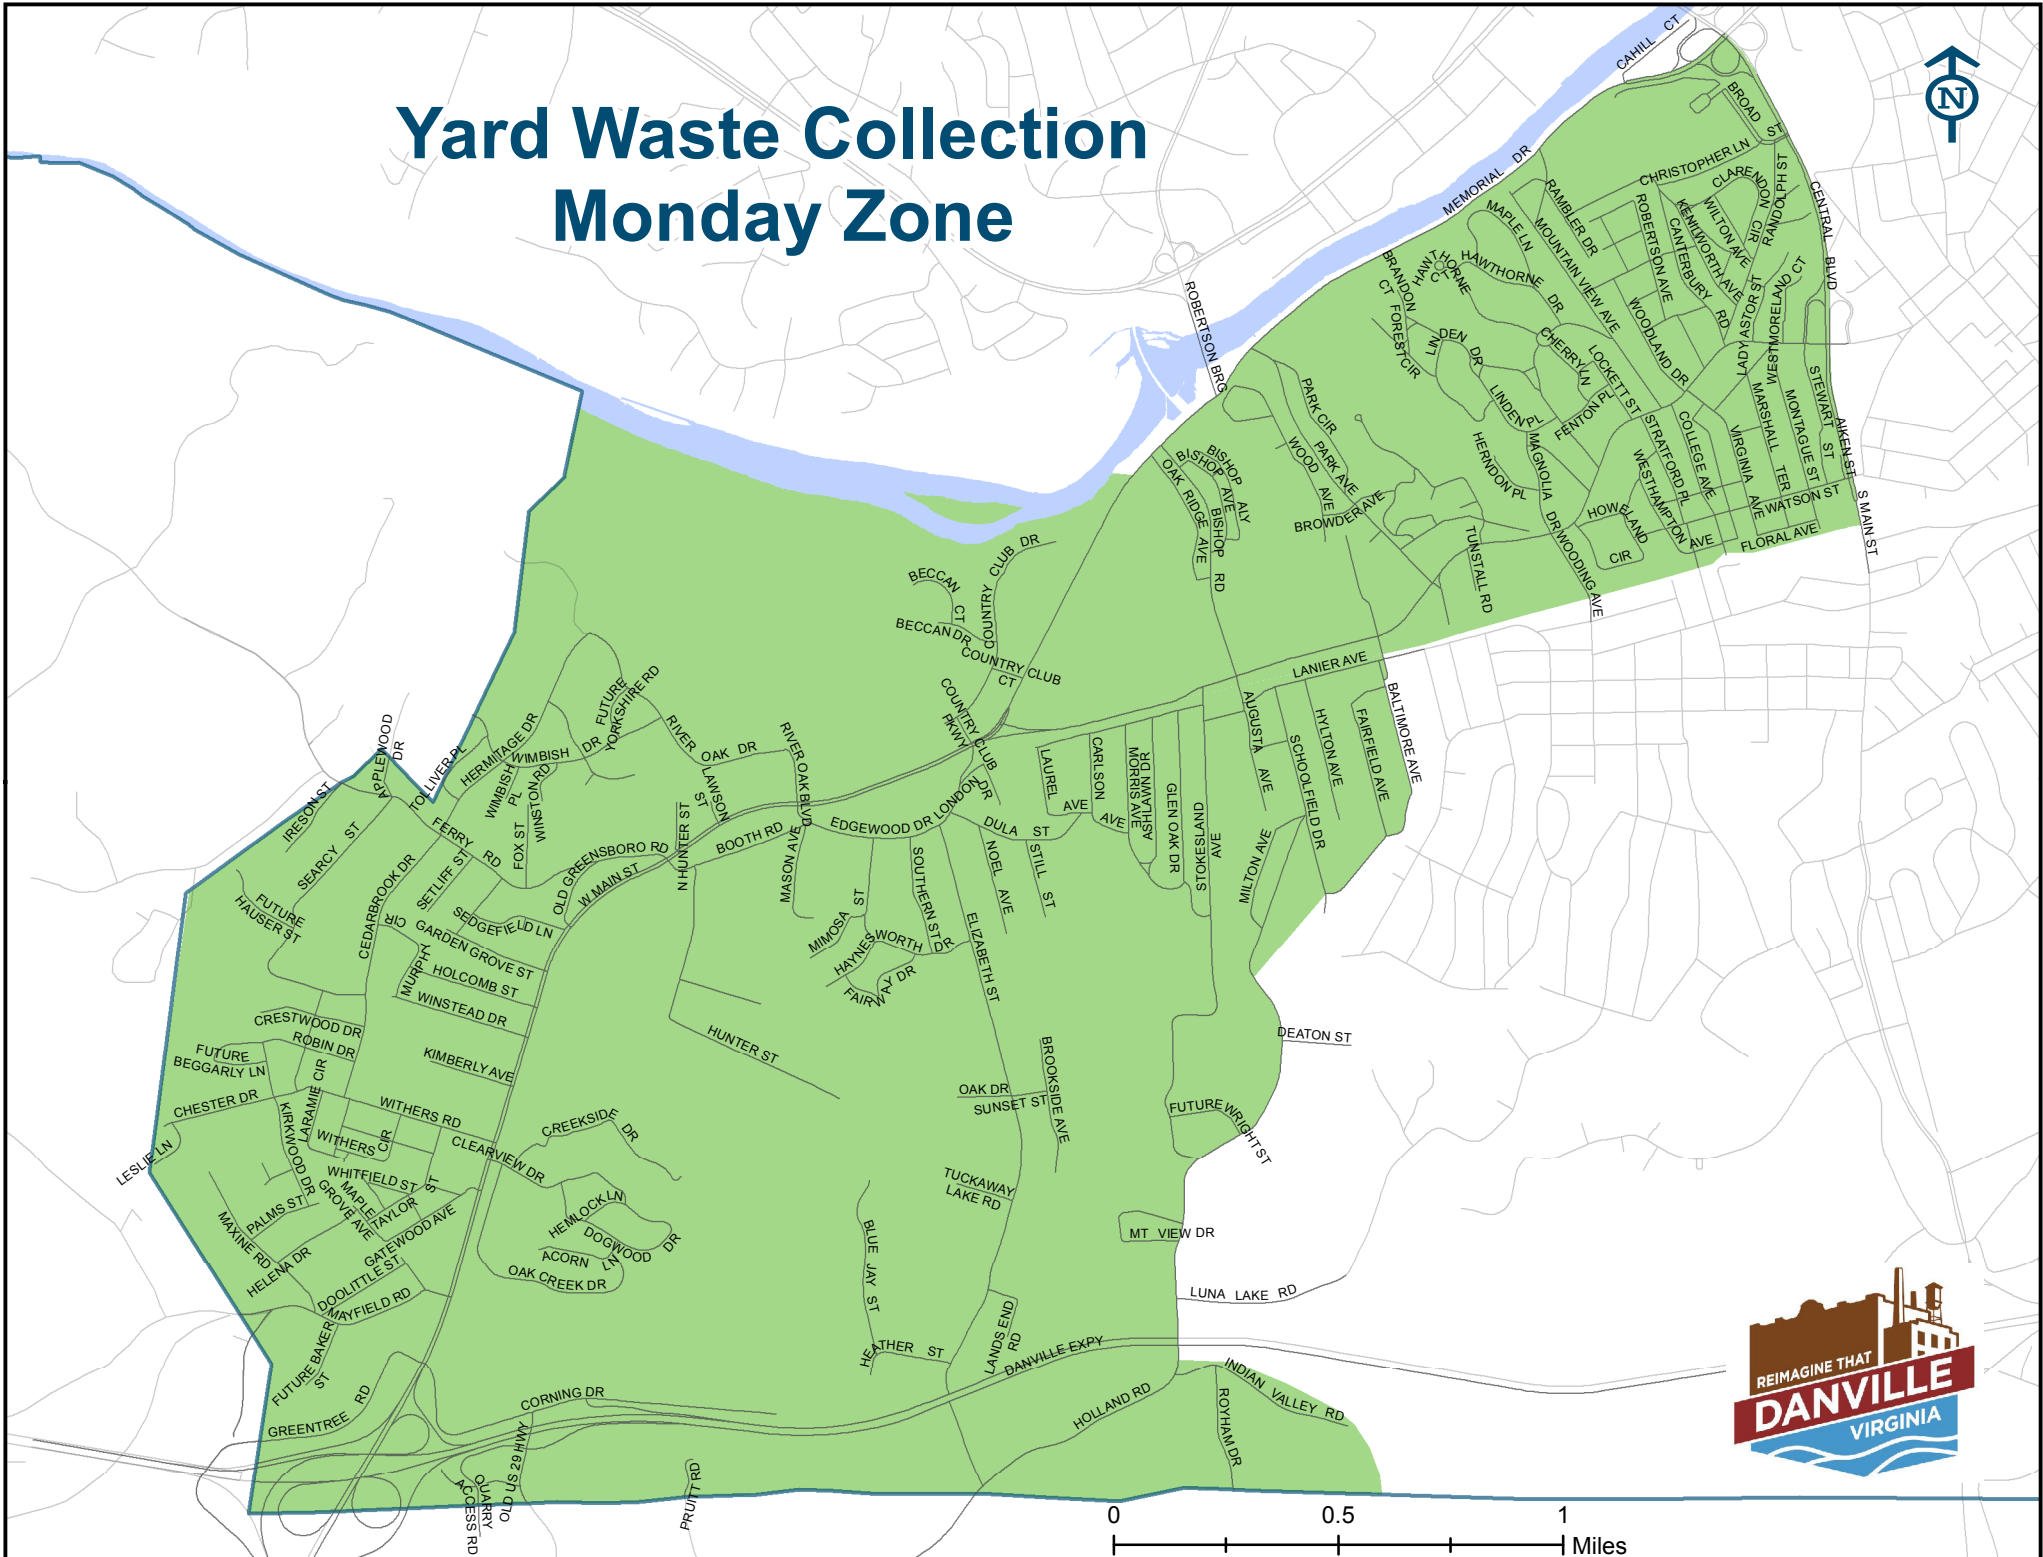 Yard Waste Collection
Monday Zone
N
CAHILL CT
BROAD ST
MEMORIAL DR
CHRISTOPHER LN
CLARENDON CIR
RANDOLPH ST
CENTRAL BLVD
RAMBLER DR
MAPLE LN
MOUNTAIN VIEW AVE
ROBERTSON AVE
CANTERBURY RD
KENILWORTH AVE
WILTON AVE
HAWTHORNE CT
HAWTHORNE DR
BRANDON CT
FOREST CIR
ROBERTSON BRG
LINDEN DR
CHERRY LN
LOCKETT ST
WOODLAND DR
LADY ASTOR ST
WESTMORELAND CT
LINDEN PL
FENTON PL
STRATFORD PL
COLLEGE AVE
VIRGINIA AVE
MARSHALL TER
MONTAGUE ST
STEWART ST
AIKEN ST
S MAIN ST
PARK CIR
PARK AVE
WOOD AVE
BROWDER AVE
HERNDON PL
MAGNOLIA DR
WESTHAMPTON AVE
HOWELAND CIR
WATSON ST
FLORAL AVE
WOODING AVE
TUNSTALL RD
BISHOP AVE
BISHOP ALY
BISHOP RD
OAK RIDGE AVE
COUNTRY CLUB DR
BECCAN CT
BECCAN DR
COUNTRY CLUB CT
COUNTRY CLUB PKWY
COUNTRY CLUB DR
LANIER AVE
BALTIMORE AVE
FAIRFIELD AVE
HYLTON AVE
SCHOOLFIELD DR
AUGUSTA AVE
MILTON AVE
STOKESLAND AVE
GLEN OAK DR
ASHLAWN DR
MORRIS AVE
CARLSON AVE
LAUREL AVE
DULA ST
STILL ST
NOEL AVE
LONDON
EDGEWOOD DR
SOUTHERN ST
ELIZABETH ST
MIMOSA ST
HAYNESWORTH DR
FAIRWAY DR
MASON AVE
BOOTH RD
RIVER OAK BLVD
RIVER OAK DR
LAWSON ST
N HUNTER ST
HUNTER ST
FUTURE YORKSHIRE RD
WIMBISH DR
WIMBISH PL
WINSTON RD
FOX ST
HERMITAGE DR
TOLLIVER PL
APPLEWOOD DR
IRESON ST
SEARCY ST
FERRY RD
SETLIFF ST
CEDARBROOK DR
OLD GREENSBORO RD
W MAIN ST
SEDGEFIELD LN
GARDEN GROVE ST
MURPHY CIR
HOLCOMB ST
WINSTEAD DR
FUTURE HAUSER ST
CRESTWOOD DR
ROBIN DR
FUTURE BEGGARLY LN
KIMBERLY AVE
LARAMIE CIR
CHESTER DR
KIRKWOOD DR
LESLIE LN
WITHERS RD
WITHERS CIR
CLEARVIEW DR
CREEKSIDE DR
WHITFIELD ST
MAPLE GROVE AVE
TAYLOR ST
GATEWOOD AVE
PALMS ST
MAXINE RD
HELENA DR
DOOLITTLE ST
MAYFIELD RD
FUTURE BAKER ST
GREENTREE RD
HEMLOCK LN
DOGWOOD DR
ACORN LN
OAK CREEK DR
OAK DR
SUNSET ST
BROOKSIDE AVE
TUCKAWAY LAKE RD
BLUE JAY ST
HEATHER ST
LANDS END RD
DANVILLE EXPY
CORNING DR
OLD US 29 HWY
QUARRY ACCESS RD
PRUITT RD
HOLLAND RD
ROYHAM DR
INDIAN VALLEY RD
LUNA LAKE RD
MT VIEW DR
FUTURE WRIGHT ST
DEATON ST
REIMAGINE THAT
DANVILLE
VIRGINIA
0 0.5 1
Miles